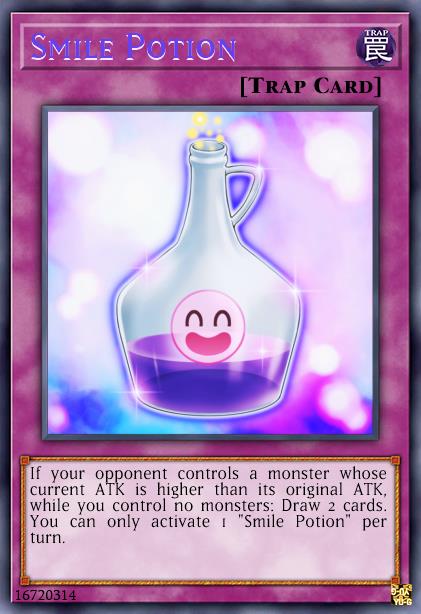 Smile Potion
TRAP
罠
[Trap Card]
If your opponent controls a monster whose
current ATK is higher than its original ATK,
while you control no monsters: Draw 2 cards.
You can only activate 1 "Smile Potion" per
turn.
16720314